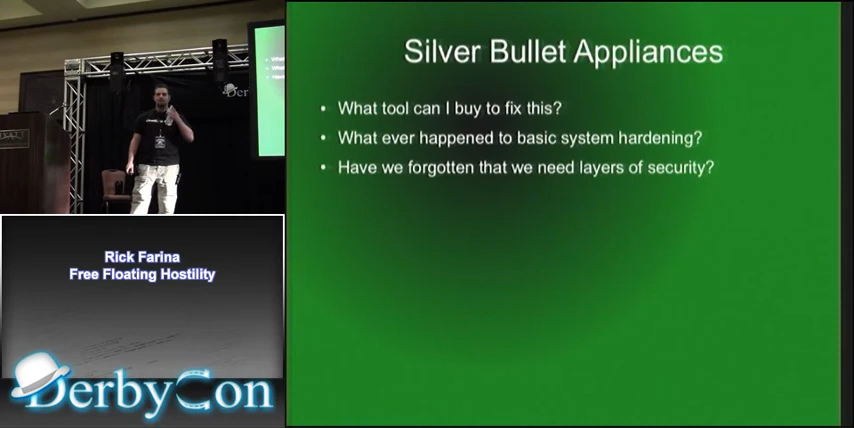 Silver Bullet Appliances
• What tool can I buy to fix this?
• What ever happened to basic system hardening?
• Have we forgotten that we need layers of security?
Der
Rick Farina
Free Floating Hostility
DerbyCon